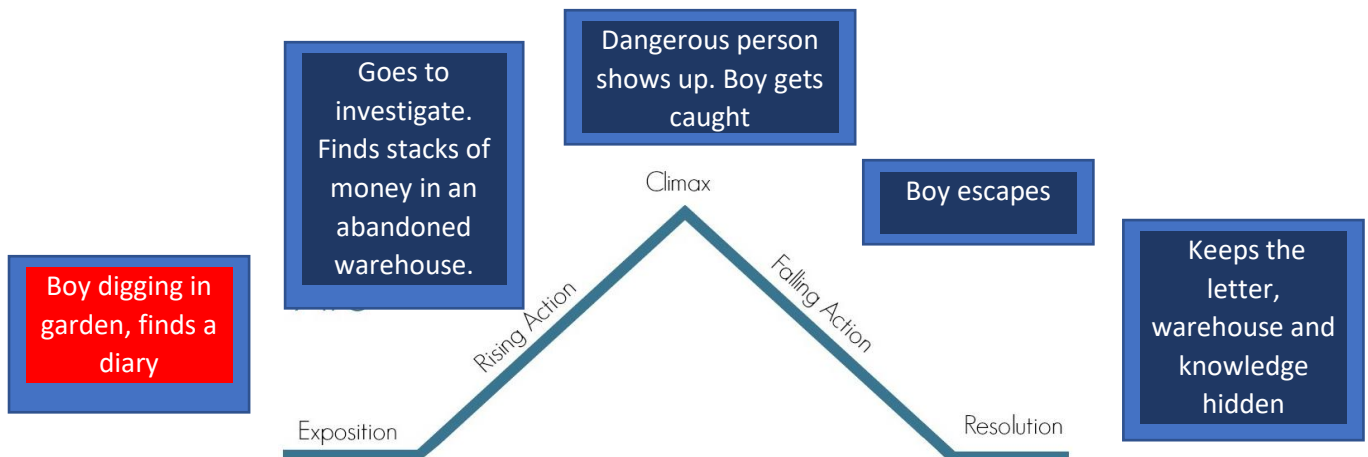 Boy digging in
garden, finds a
diary
Goes to
investigate.
Finds stacks of
money in an
abandoned
warehouse.
Dangerous person
shows up. Boy gets
caught
Boy escapes
Keeps the
letter,
warehouse and
knowledge
hidden
Exposition
Rising Action
Climax
Falling Action
Resolution